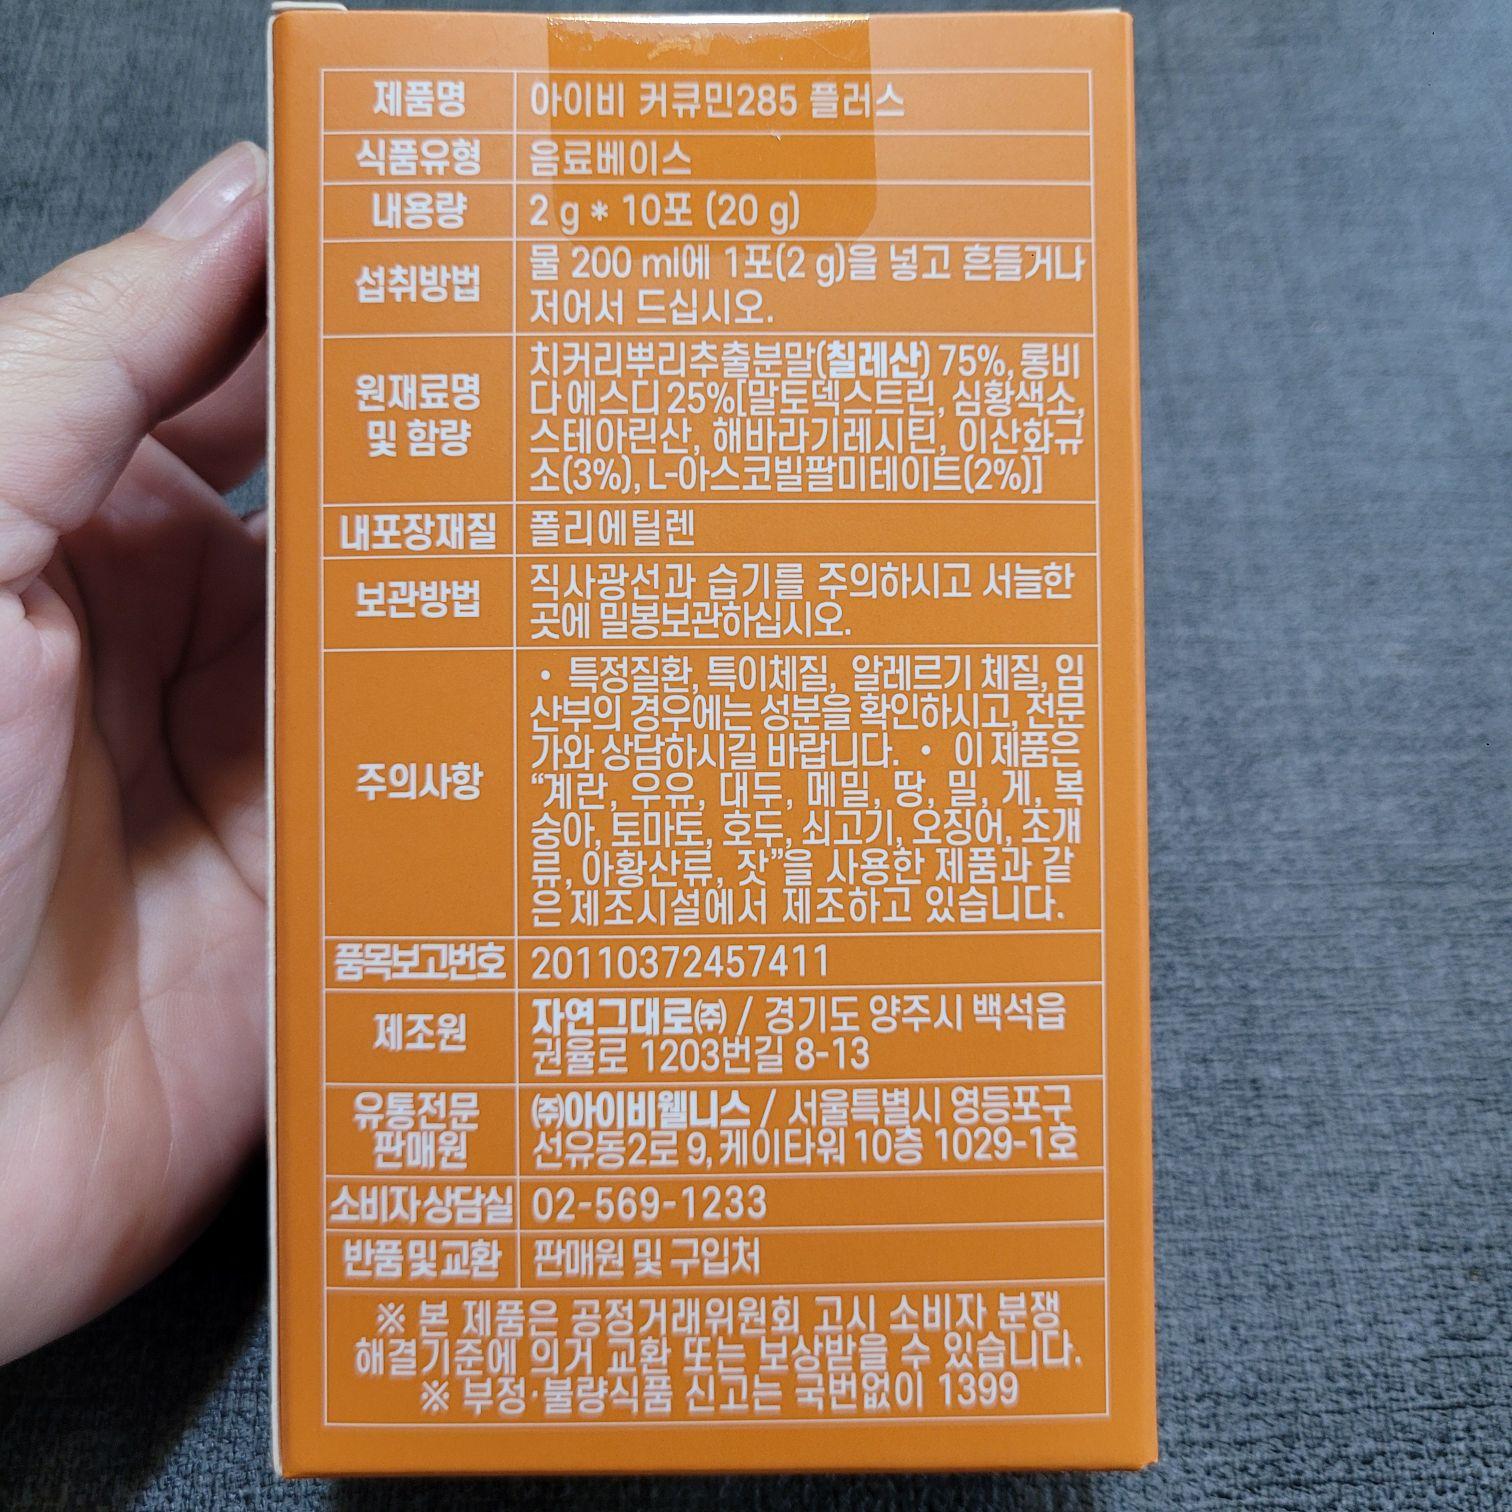 제품명 아이비 커큐민285 플러스
식품유형 음료베이스
내용량 2 g * 10포 (20 g)
섭취방법 물 200 ml에 1포(2 g)을 넣고 흔들거나
저어서 드십시오.
원재료명
및 함량
치커리뿌리추출분말(칠레산) 75%, 롱비
다 에스디 25%[말토덱스트린, 심황색소,
스테아린산, 해바라기레시틴, 이산화규
소(3%), L-아스코빌팔미테이트(2%)]
내포장재질 폴리에틸렌
보관방법 직사광선과 습기를 주의하시고 서늘한
곳에 밀봉보관하십시오.
주의사항
• 특정질환, 특이체질, 알레르기 체질, 임
산부의 경우에는 성분을 확인하시고, 전문
가와 상담하시길 바랍니다. • 이 제품은
“계란, 우유, 대두, 메밀, 땅, 밀, 게, 복
숭아, 토마토, 호두, 쇠고기, 오징어, 조개
류, 아황산류, 잣”을 사용한 제품과 같
은 제조시설에서 제조하고 있습니다.
품목보고번호 20110372457411
제조원 자연그대로㈜ / 경기도 양주시 백석읍
권율로 1203번길 8-13
유통전문
판매원
㈜아이비웰니스 / 서울특별시 영등포구
선유동2로 9, 케이타워 10층 1029-1호
소비자상담실 02-569-1233
반품및교환 판매원 및 구입처
※ 본 제품은 공정거래위원회 고시 소비자 분쟁
해결기준에 의거 교환 또는 보상받을 수 있습니다.
※ 부정·불량식품 신고는 국번없이 1399